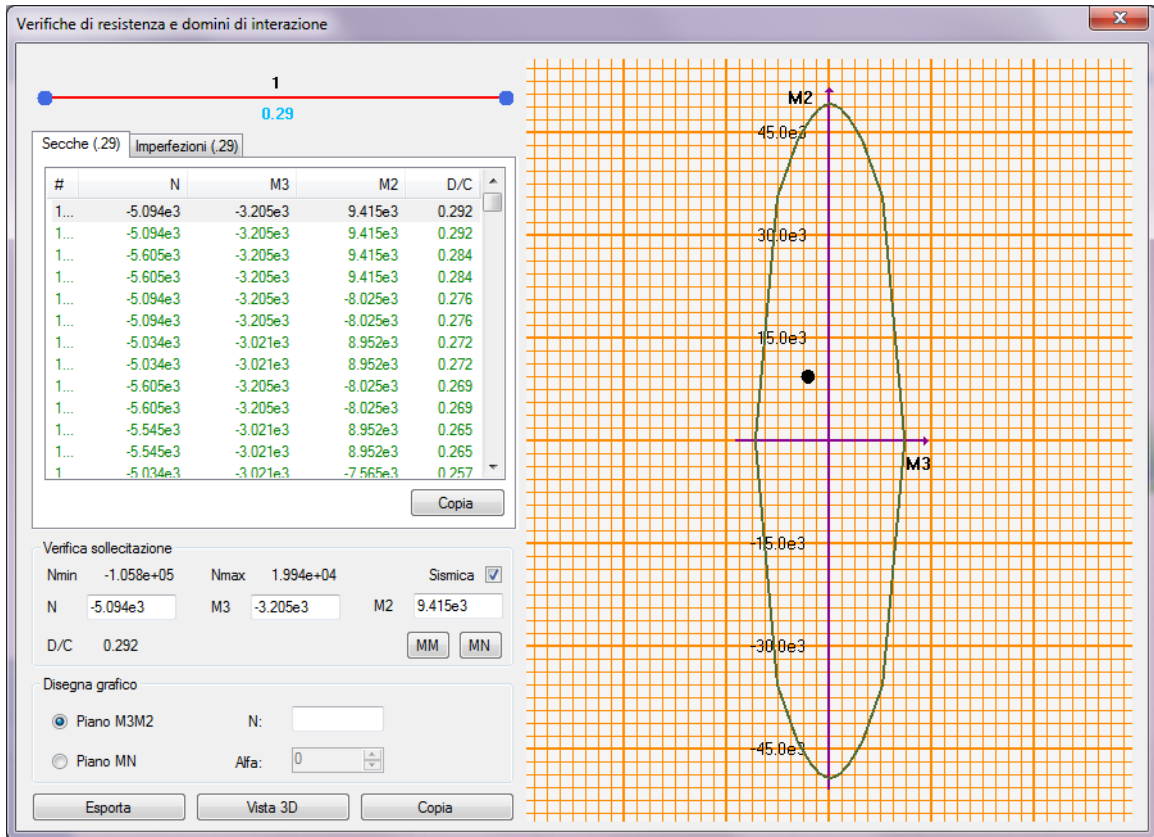 Verifiche di resistenza e domini di interazione
x
1
0.29
Secche (.29) Imperfezioni (.29)
# N M3 M2 D/C
1... -5.094e3 -3.205e3 9.415e3 0.292
1... -5.094e3 -3.205e3 9.415e3 0.292
1... -5.605e3 -3.205e3 9.415e3 0.284
1... -5.605e3 -3.205e3 9.415e3 0.284
1... -5.094e3 -3.205e3 -8.025e3 0.276
1... -5.094e3 -3.205e3 -8.025e3 0.276
1... -5.034e3 -3.021e3 8.952e3 0.272
1... -5.034e3 -3.021e3 8.952e3 0.272
1... -5.605e3 -3.205e3 -8.025e3 0.269
1... -5.605e3 -3.205e3 -8.025e3 0.269
1... -5.545e3 -3.021e3 8.952e3 0.265
1... -5.545e3 -3.021e3 8.952e3 0.265
1 -5.034e3 -3.021e3 -7.565e3 0.257
Copia
Verifica sollecitazione
Nmin -1.058e+05 Nmax 1.994e+04 Sismica
N -5.094e3 M3 -3.205e3 M2 9.415e3
D/C 0.292 MM MN
Disegna grafico
Piano M3M2 N:
Piano MN Alfa: 0
Esporta Vista 3D Copia
M2
45.0e3
30.0e3
15.0e3
M3
-15.0e3
-30.0e3
-45.0e3